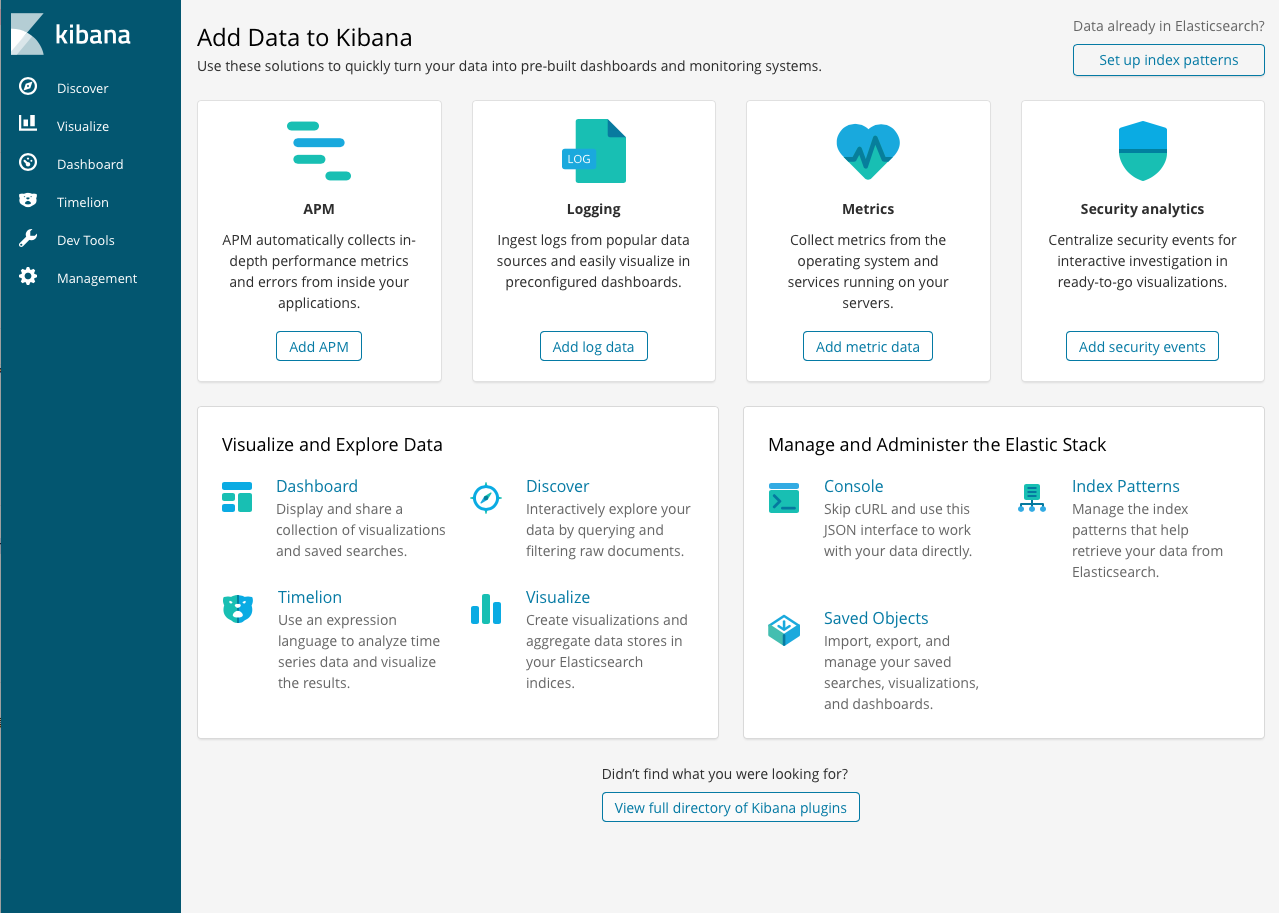 kibana
Discover
Visualize
Dashboard
Timelion
Dev Tools
Management
Add Data to Kibana
Use these solutions to quickly turn your data into pre-built dashboards and monitoring systems.
Data already in Elasticsearch?
Set up index patterns
APM
APM automatically collects in-
depth performance metrics
and errors from inside your
applications.
Add APM
LOG
Logging
Ingest logs from popular data
sources and easily visualize in
preconfigured dashboards.
Add log data
Metrics
Collect metrics from the
operating system and
services running on your
servers.
Add metric data
Security analytics
Centralize security events for
interactive investigation in
ready-to-go visualizations.
Add security events
Visualize and Explore Data
Dashboard
Display and share a
collection of visualizations
and saved searches.
Discover
Interactively explore your
data by querying and
filtering raw documents.
Timelion
Use an expression
language to analyze time
series data and visualize
the results.
Visualize
Create visualizations and
aggregate data stores in
your Elasticsearch
indices.
Manage and Administer the Elastic Stack
Console
Skip cURL and use this
JSON interface to work
with your data directly.
Index Patterns
Manage the index
patterns that help
retrieve your data from
Elasticsearch.
Saved Objects
Import, export, and
manage your saved
searches, visualizations,
and dashboards.
Didn’t find what you were looking for?
View full directory of Kibana plugins